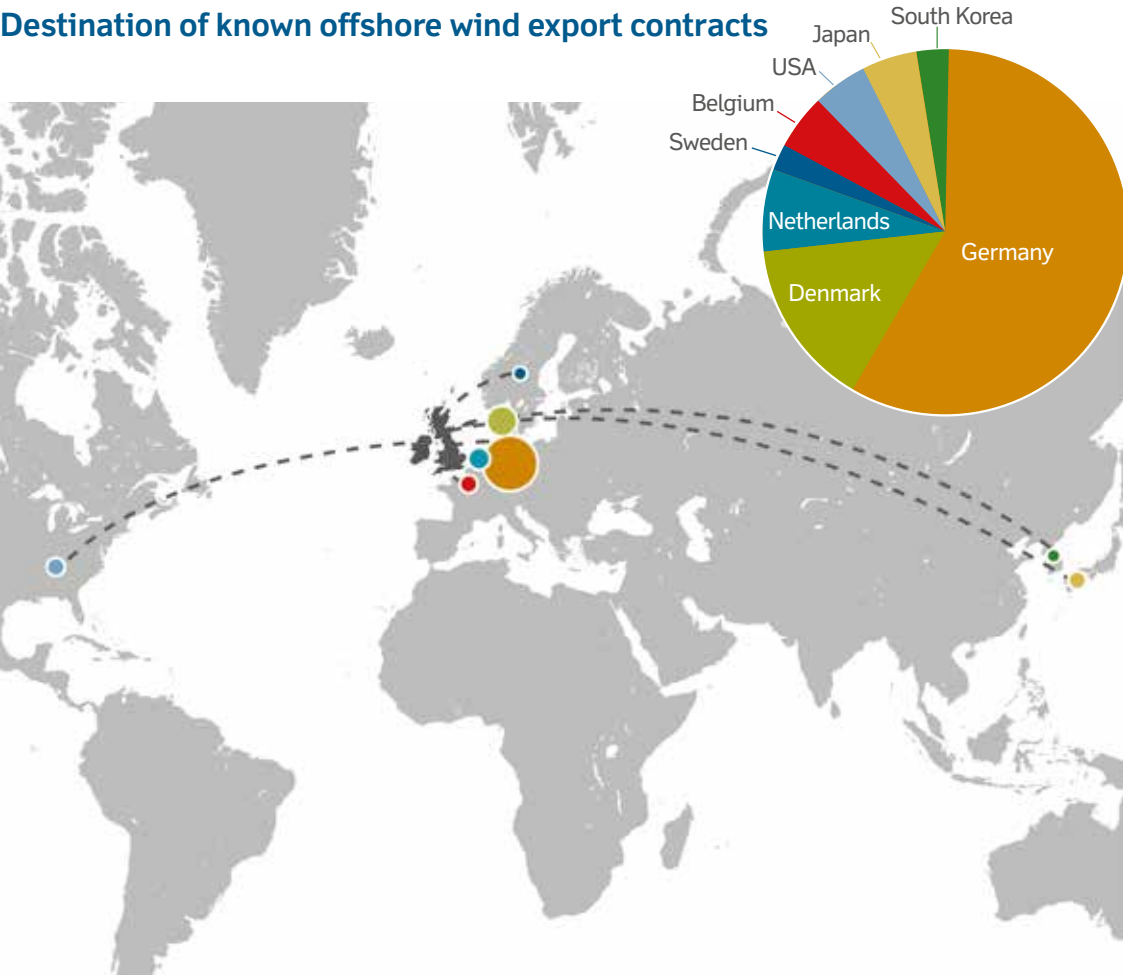 Destination of known offshore wind export contracts
South Korea
Japan
USA
Belgium
Sweden
Netherlands
Germany
Denmark